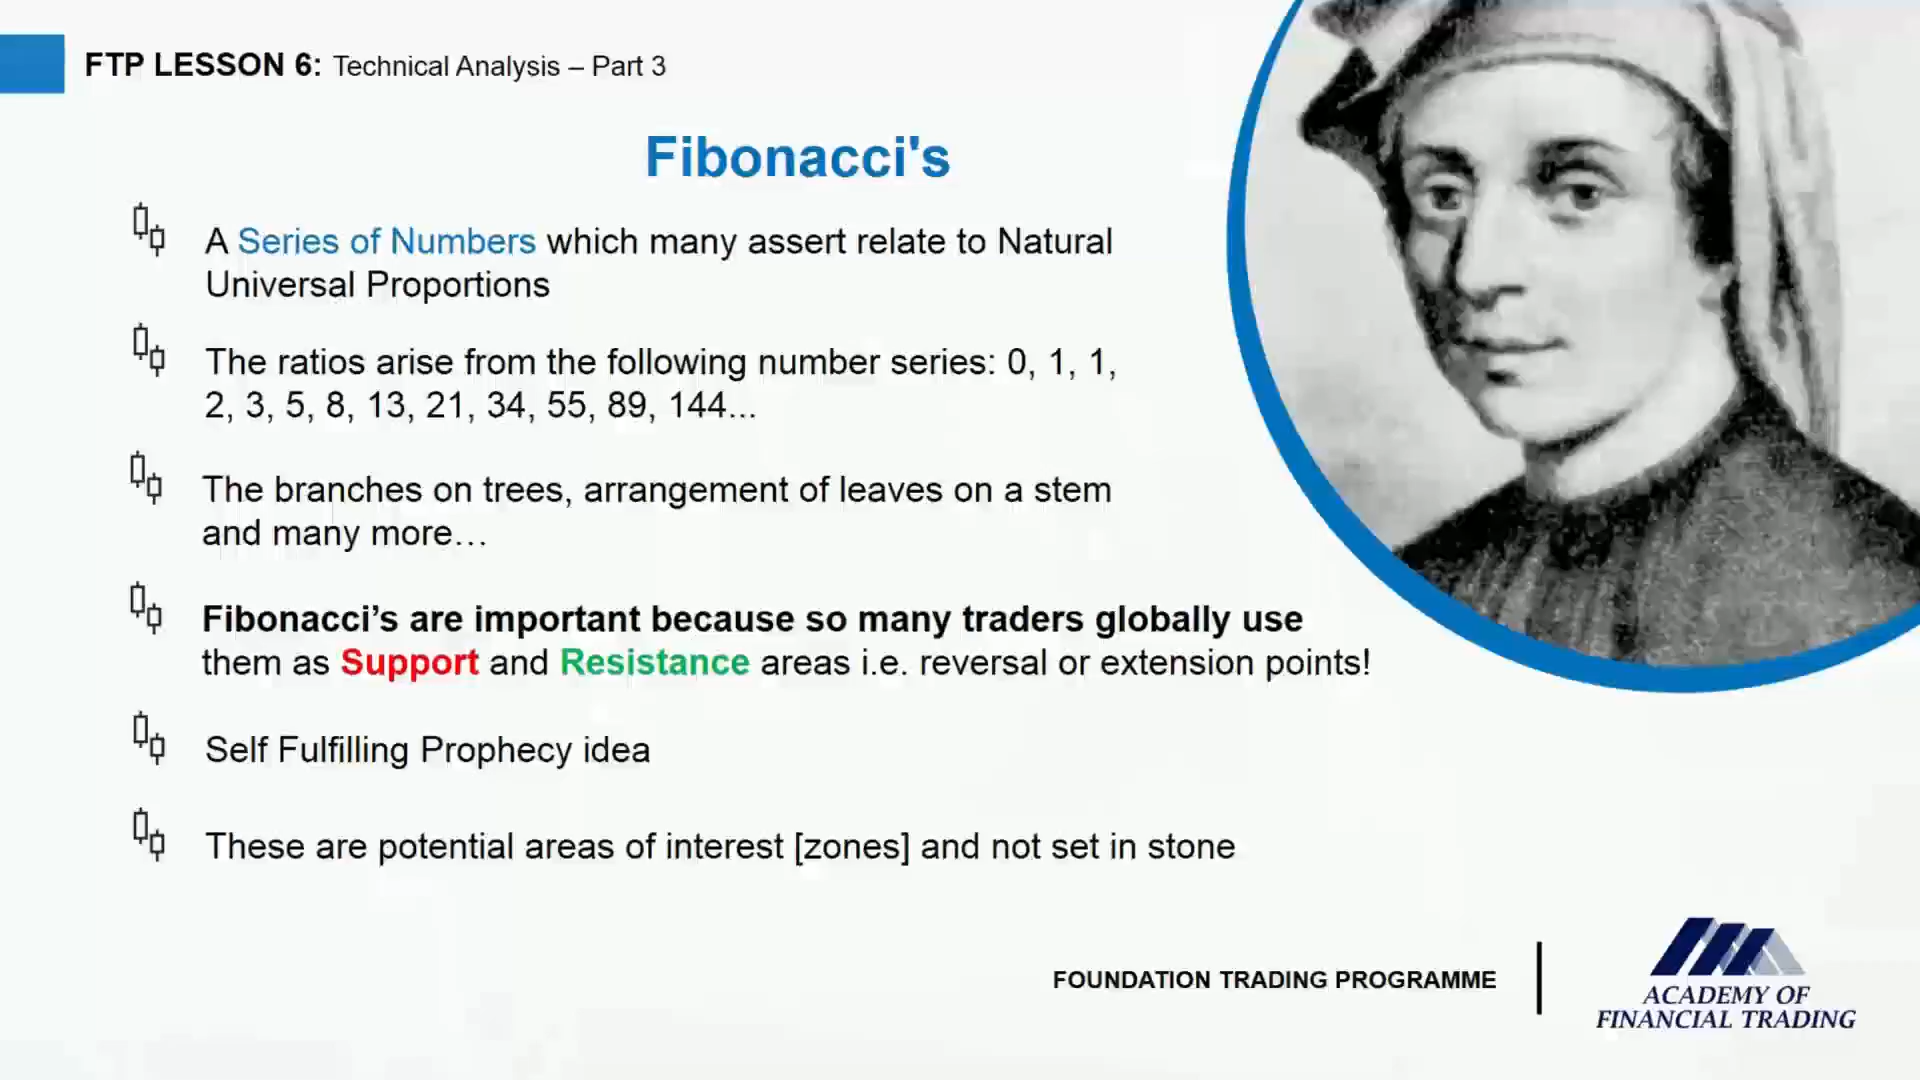 FTP LESSON 6: Technical Analysis – Part 3
Fibonacci's
A Series of Numbers which many assert relate to Natural
Universal Proportions
The ratios arise from the following number series: 0, 1, 1,
2, 3, 5, 8, 13, 21, 34, 55, 89, 144...
The branches on trees, arrangement of leaves on a stem
and many more…
Fibonacci’s are important because so many traders globally use
them as Support and Resistance areas i.e. reversal or extension points!
Self Fulfilling Prophecy idea
These are potential areas of interest [zones] and not set in stone
FOUNDATION TRADING PROGRAMME
ACADEMY OF
FINANCIAL TRADING